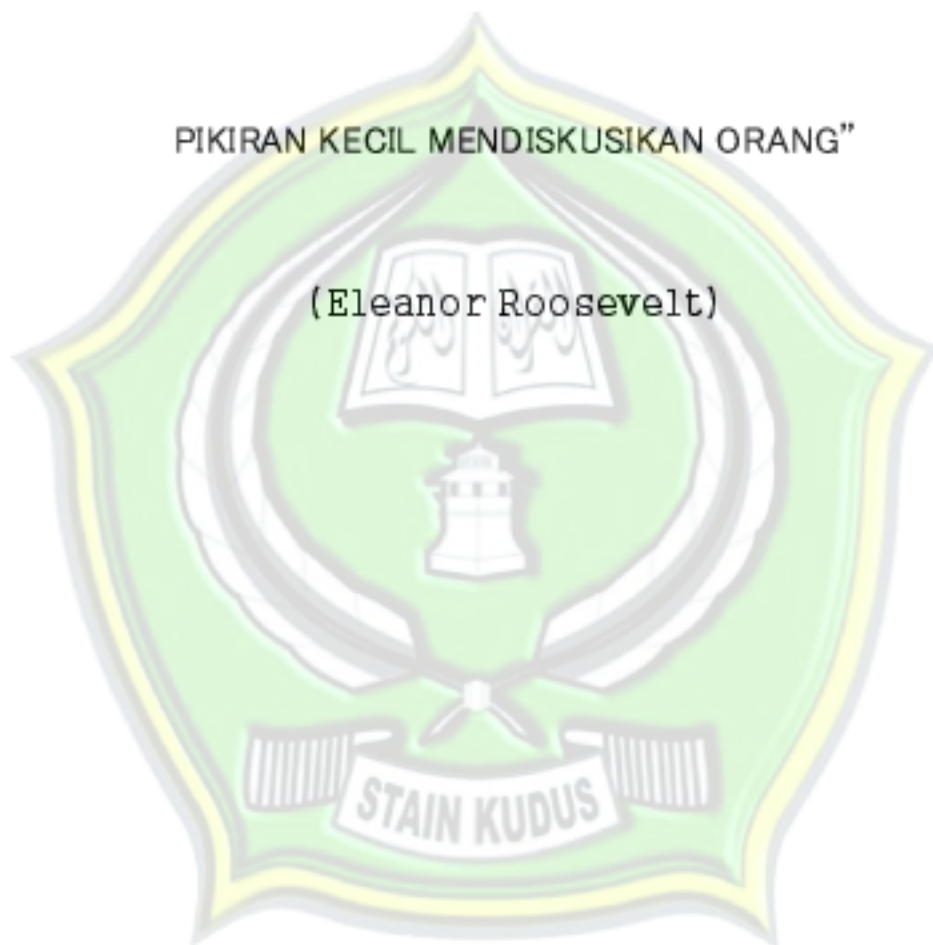 PIKIRAN KECIL MENDISKUSIKAN ORANG”
(Eleanor Roosevelt)
STAIN KUDUS